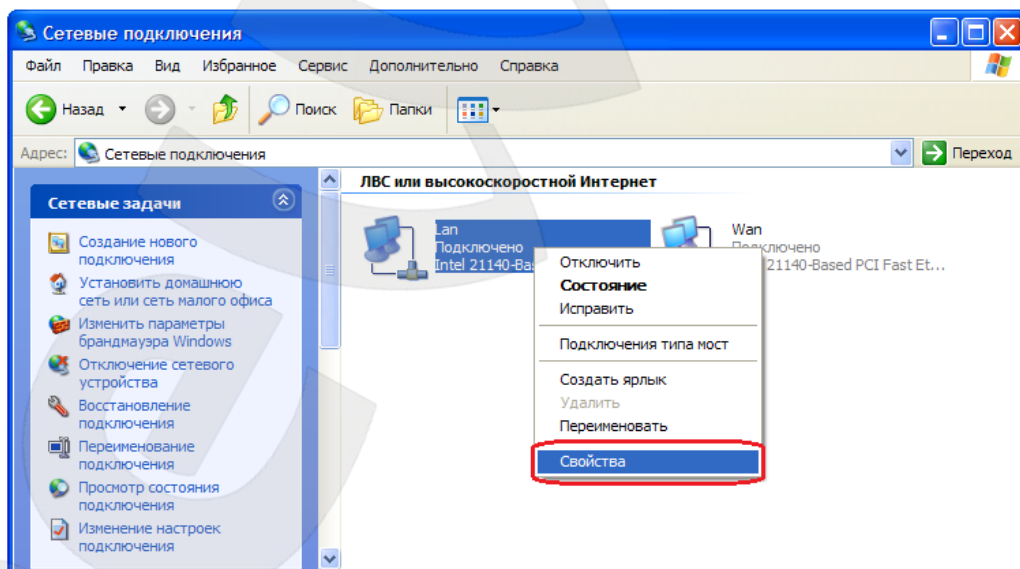 Сетевые подключения
Файл Правка Вид Избранное Сервис Дополнительно Справка
Назад Поиск Папки
Адрес: Сетевые подключения Переход
Сетевые задачи
Создание нового
подключения
Установить домашнюю
сеть или сеть малого офиса
Изменить параметры
брандмауэра Windows
Отключение сетевого
устройства
Восстановление
подключения
Переименование
подключения
Просмотр состояния
подключения
Изменение настроек
подключения
ЛВС или высокоскоростной Интернет
Lan
Подключено
Intel 21140-Bas
Wan
Подключено
21140-Based PCI Fast Et...
Отключить
Состояние
Исправить
Подключения типа мост
Создать ярлык
Удалить
Переименовать
Свойства